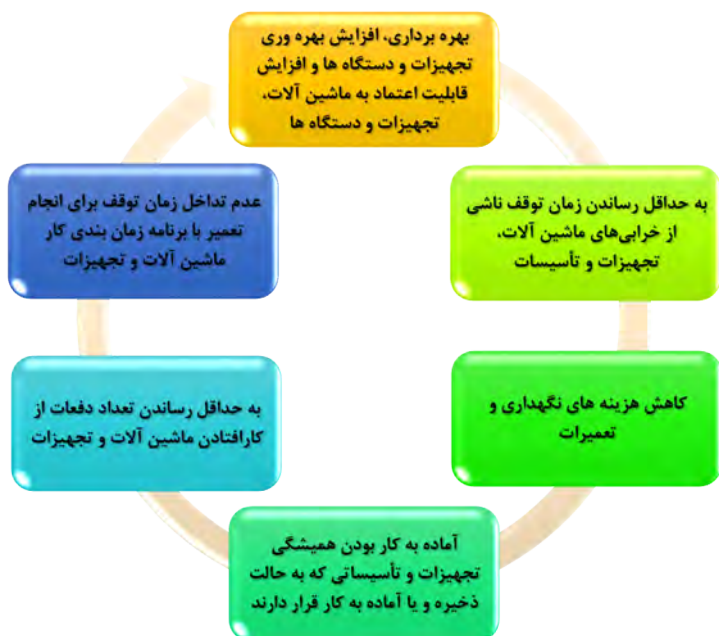 بهره برداری، افزایش بهره وری
تجهیزات و دستگاه ها و افزایش
قابلیت اعتماد به ماشین آلات،
تجهیزات و دستگاه ها
به حداقل رساندن زمان توقف ناشی
از خرابی‌های ماشین آلات،
تجهیزات و تأسیسات
کاهش هزینه های نگهداری و
تعمیرات
آماده به کار بودن همیشگی
تجهیزات و تأسیساتی که به حالت
ذخیره و یا آماده به کار قرار دارند
به حداقل رساندن تعداد دفعات از
کارافتادن ماشین آلات و تجهیزات
عدم تداخل زمان توقف برای انجام
تعمیر با برنامه زمان بندی کار
ماشین آلات و تجهیزات